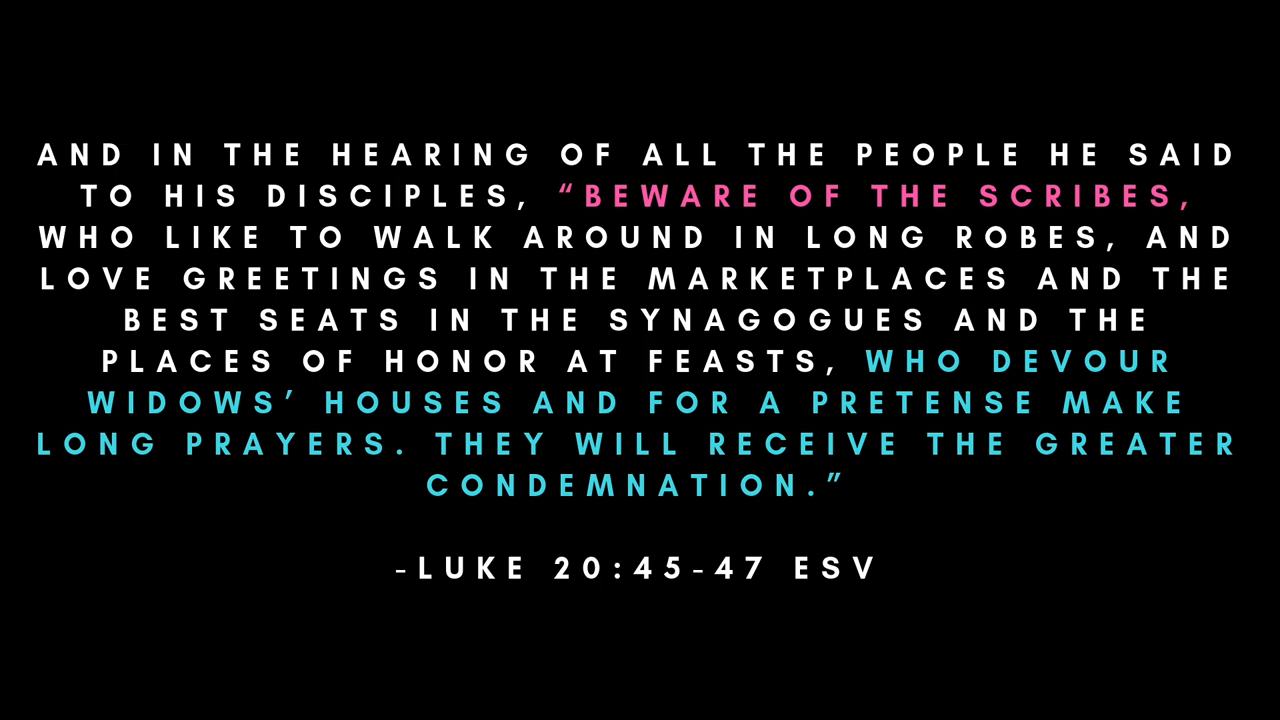 AND IN THE HEARING OF ALL THE PEOPLE HE SAID
TO HIS DISCIPLES, “BEWARE OF THE SCRIBES,
WHO LIKE TO WALK AROUND IN LONG ROBES, AND
LOVE GREETINGS IN THE MARKETPLACES AND THE
BEST SEATS IN THE SYNAGOGUES AND THE
PLACES OF HONOR AT FEASTS, WHO DEVOUR
WIDOWS’ HOUSES AND FOR A PRETENSE MAKE
LONG PRAYERS. THEY WILL RECEIVE THE GREATER
CONDEMNATION.”
-LUKE 20:45-47 ESV